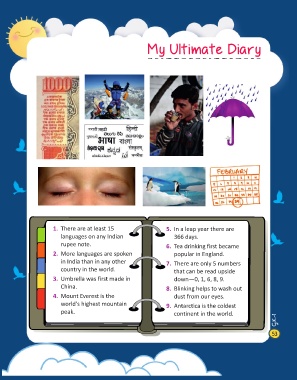 My Ultimate Diary
1000
हिन्दी
भाषा
FEBRUARY
1. There are at least 15
languages on any Indian
rupee note.
2. More languages are spoken
in India than in any other
country in the world.
3. Umbrella was first made in
China.
4. Mount Everest is the
world's highest mountain
peak.
5. In a leap year there are
366 days.
6. Tea drinking first became
popular in England.
7. There are only 5 numbers
that can be read upside
down—0, 1, 6, 8, 9.
8. Blinking helps to wash out
dust from our eyes.
9. Antarctica is the coldest
continent in the world.